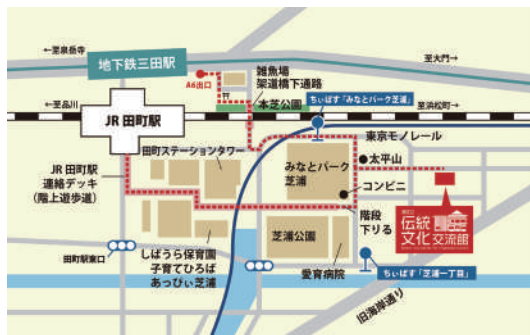 ←至泉岳寺
地下鉄三田駅
A6出口
雑魚場
架道橋下通路
至大門→
本芝公園
ちぃばす「みなとパーク芝浦」
←至品川
至浜松町→
JR 田町駅
東京モノレール
田町ステーションタワー
みなとパーク
芝浦
太平山
コンビニ
JR 田町駅
連絡デッキ
(階上遊歩道)
階段
下りる
伝統
文化
交流館
芝浦公園
しばうら保育園
子育てひろば
あっぴぃ芝浦
田町駅東口
愛育病院
ちぃばす「芝浦一丁目」
旧海岸通り